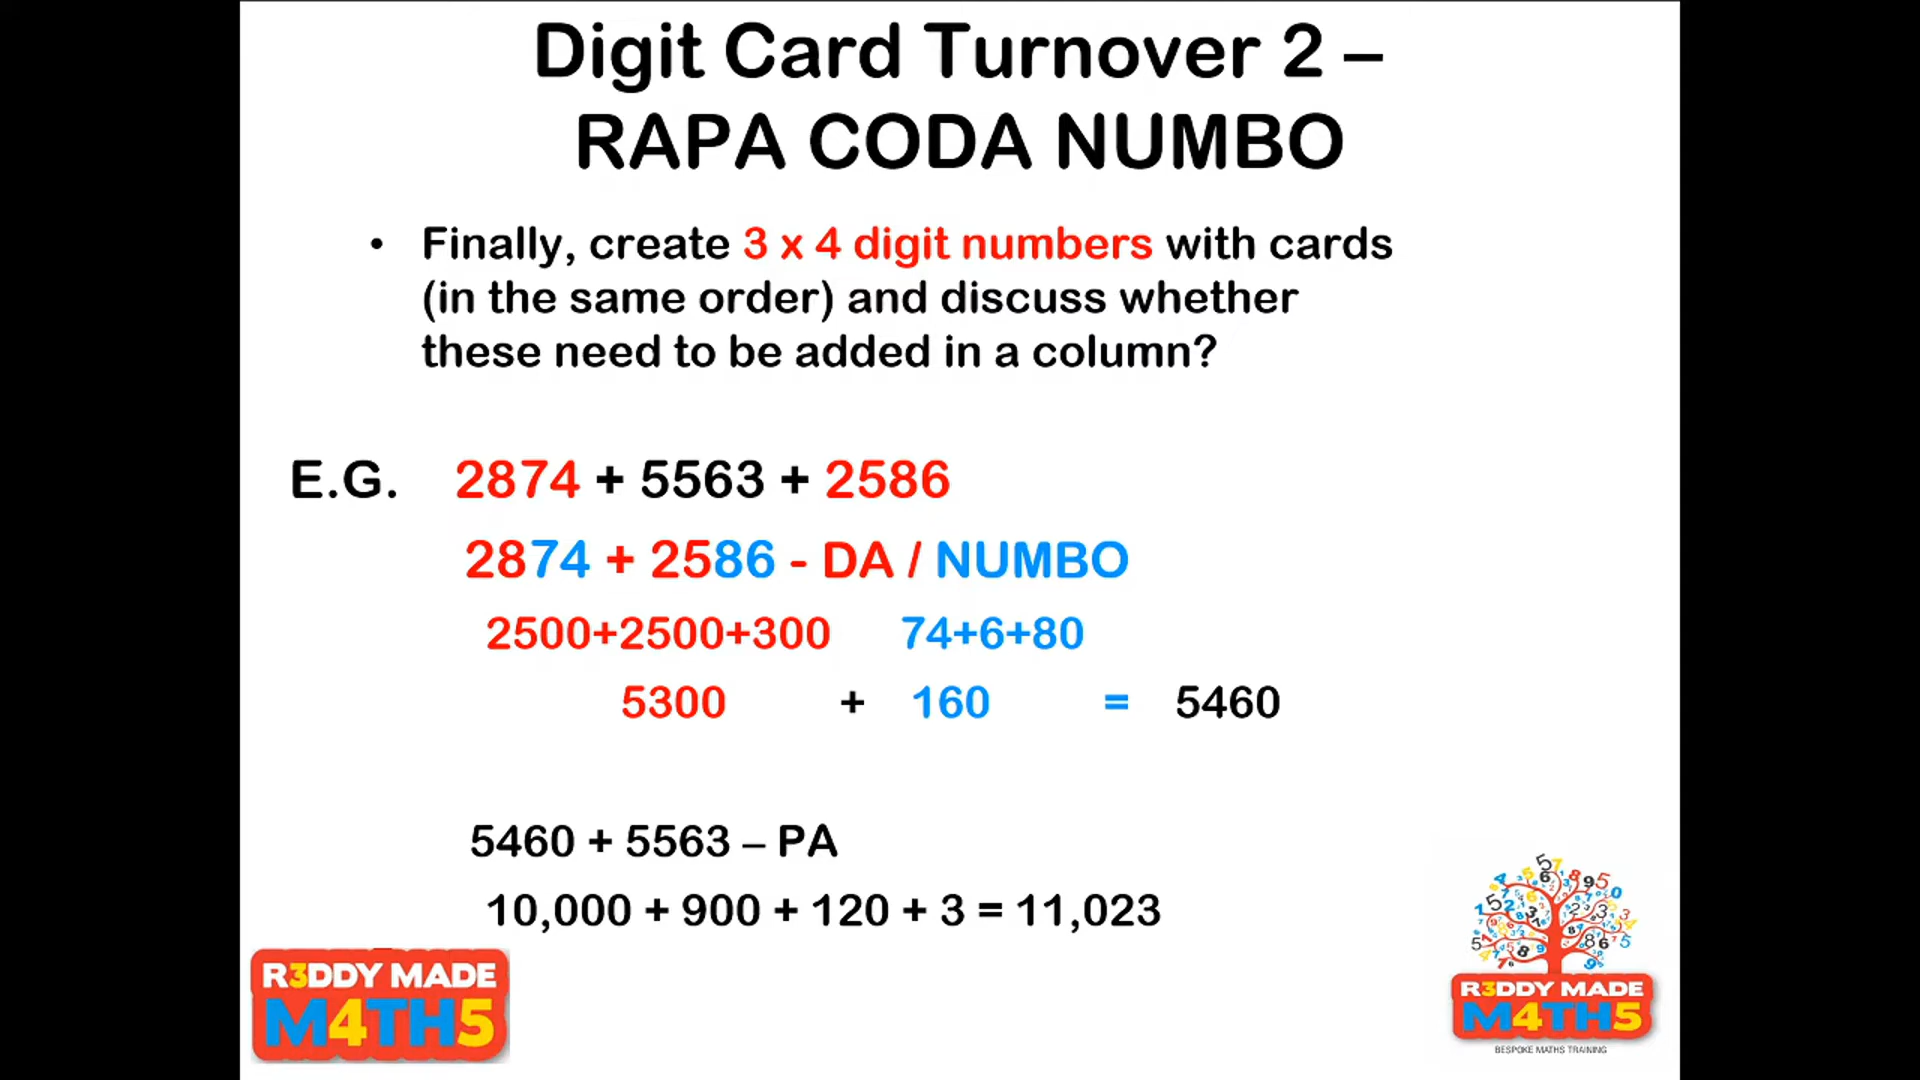 Digit Card Turnover 2 –
RAPA CODA NUMBO
• Finally, create 3 x 4 digit numbers with cards
(in the same order) and discuss whether
these need to be added in a column?
E.G. 2874 + 5563 + 2586
2874 + 2586 - DA / NUMBO
2500+2500+300 74+6+80
5300 + 160 = 5460
5460 + 5563 – PA
10,000 + 900 + 120 + 3 = 11,023
R3DDY MADE
M4TH5
R3DDY MADE
M4TH5
BESPOKE MATHS TRAINING